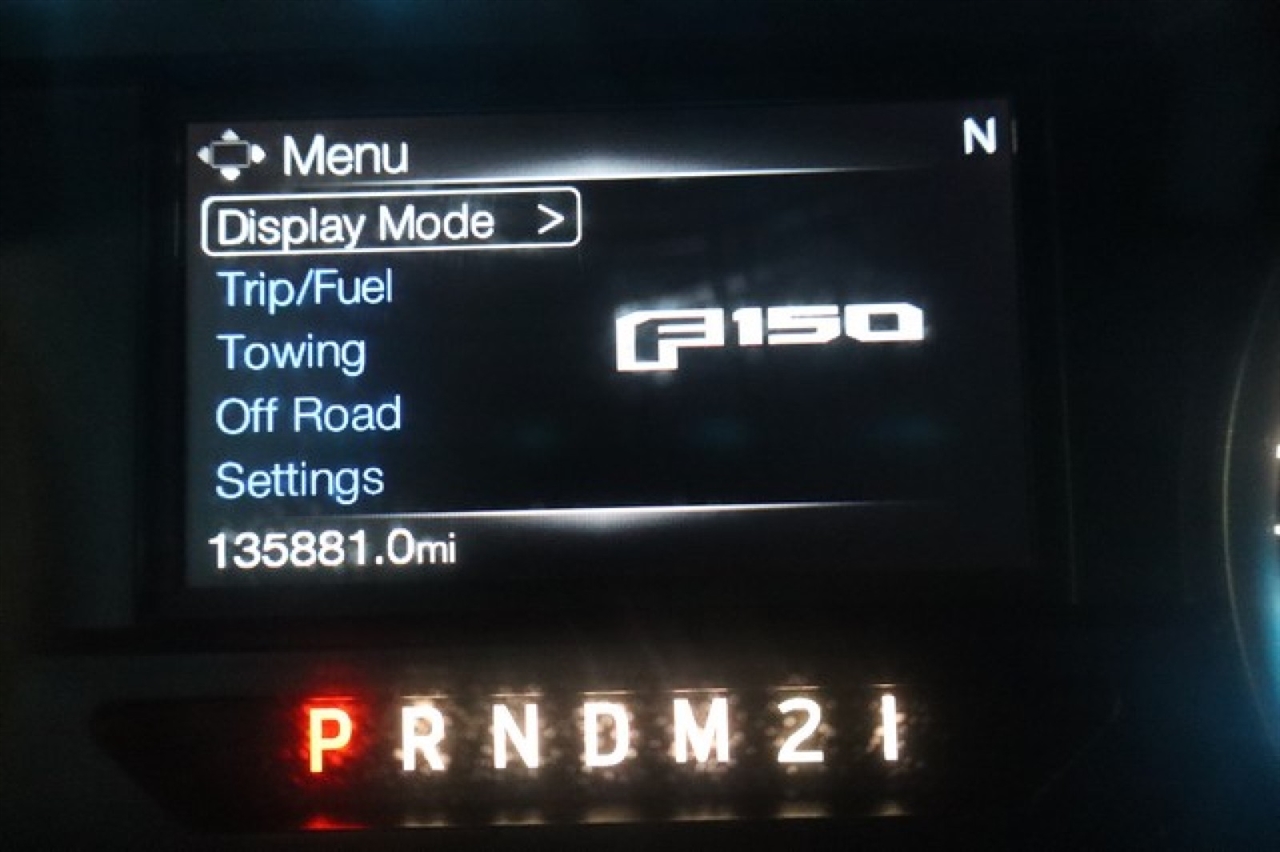 Menu N
Display Mode >
Trip/Fuel
Towing
F150
Off Road
Settings
135881.0mi
P R N D M 2 1